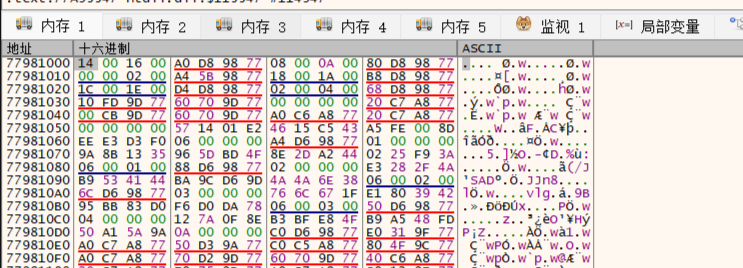 内存 1 内存 2 内存 3 内存 4 内存 5 监视 1 |x=| 局部变量
地址 十六进制 ASCII
77981000 14 00 16 00 A0 D8 98 77 08 00 0A 00 80 D8 98 77 .... Ø.w.....Ø.w
77981010 00 00 02 00 A4 5B 98 77 18 00 1A 00 B8 D8 98 77 ....¤[.w....¸Ø.w
77981020 1C 00 1E 00 D4 D8 98 77 02 00 04 00 68 D8 98 77 ....ÔØ.w....hØ.w
77981030 10 FD 9D 77 60 70 9D 77 00 00 00 00 20 C7 A8 77 .ý.w`p.w.... Ç¨w
77981040 00 CB 9D 77 60 70 9D 77 A0 C6 A8 77 20 C7 A8 77 .Ë.w`p.w Æ¨w Ç¨w
77981050 00 00 00 00 57 14 01 E2 46 15 C5 43 A5 FE 00 8D ....W..âF.ÅC¥þ..
77981060 EE E3 D3 F0 06 00 00 00 A4 D6 98 77 01 00 00 00 îãÓð....¤Ö.w....
77981070 9A 8B 13 35 96 5D BD 4F 8E 2D A2 44 02 25 F9 3A ...5.]½O.-¢D.%ù:
77981080 06 00 01 00 88 D6 98 77 02 00 00 00 E3 28 2F 4A .....Ö.w....ã(/J
77981090 B9 53 41 44 BA 9C D6 9D 4A 4A 6E 38 06 00 02 00 ¹SADº.Ö.JJn8....
779810A0 6C D6 98 77 03 00 00 00 76 6C 67 1F E1 80 39 42 lÖ.w....vlg.á.9B
779810B0 95 BB 83 D0 F6 D0 DA 78 06 00 03 00 50 D6 98 77 .».ÐöÐÚx....PÖ.w
779810C0 04 00 00 00 12 7A 0F 8E B3 BF E8 4F B9 A5 48 FD .....z..³¿èO¹¥Hý
779810D0 50 A1 5A 9A 0A 00 00 00 C0 D6 98 77 E0 31 9F 77 P¡Z.....ÀÖ.wà1.w
779810E0 A0 C7 A8 77 50 D3 9A 77 C0 C5 A8 77 80 4F 9C 77 Ç¨wPÓ.wÀÅ¨w.O.w
779810F0 A0 C7 A8 77 70 D2 9D 77 60 70 9D 77 40 C6 A8 77 Ç¨wpÒ.w`p.w@Æ¨w